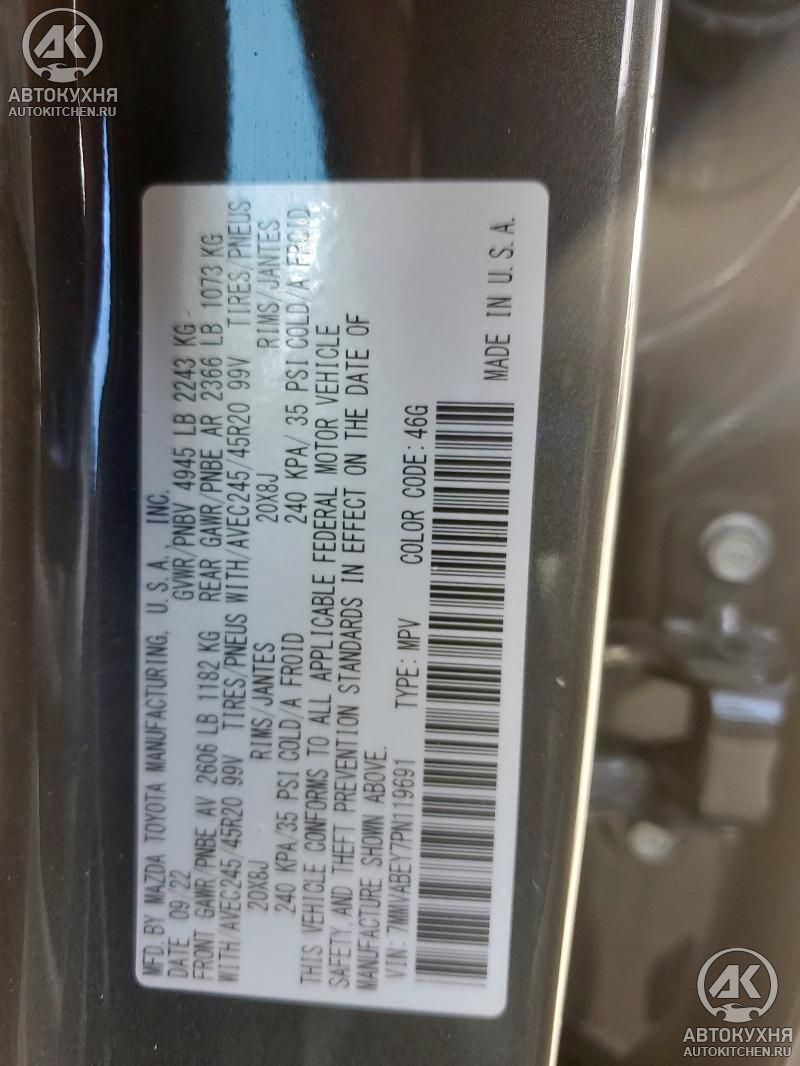 AK
АВТОКУХНЯ
AUTOKITCHEN.RU
MFD. BY MAZDA TOYOTA MANUFACTURING, U.S.A., INC.
DATE 09/22 GVWR/PNBV 4945 LB 2243 KG
FRONT GAWR/PNBE AV 2606 LB 1182 KG REAR GAWR/PNBE AR 2366 LB 1073 KG
WITH/AVEC245/45R20 99V TIRES/PNEUS WITH/AVEC245/45R20 99V TIRES/PNEUS
20X8J RIMS/JANTES 20X8J RIMS/JANTES
240 KPA/35 PSI COLD/A FROID 240 KPA/ 35 PSI COLD/A FROID
THIS VEHICLE CONFORMS TO ALL APPLICABLE FEDERAL MOTOR VEHICLE
SAFETY, AND THEFT PREVENTION STANDARDS IN EFFECT ON THE DATE OF
MANUFACTURE SHOWN ABOVE.
VIN: 7MMVABEY7PN119691 TYPE: MPV COLOR CODE: 46G
MADE IN U.S.A.
AK
АВТОКУХНЯ
AUTOKITCHEN.RU